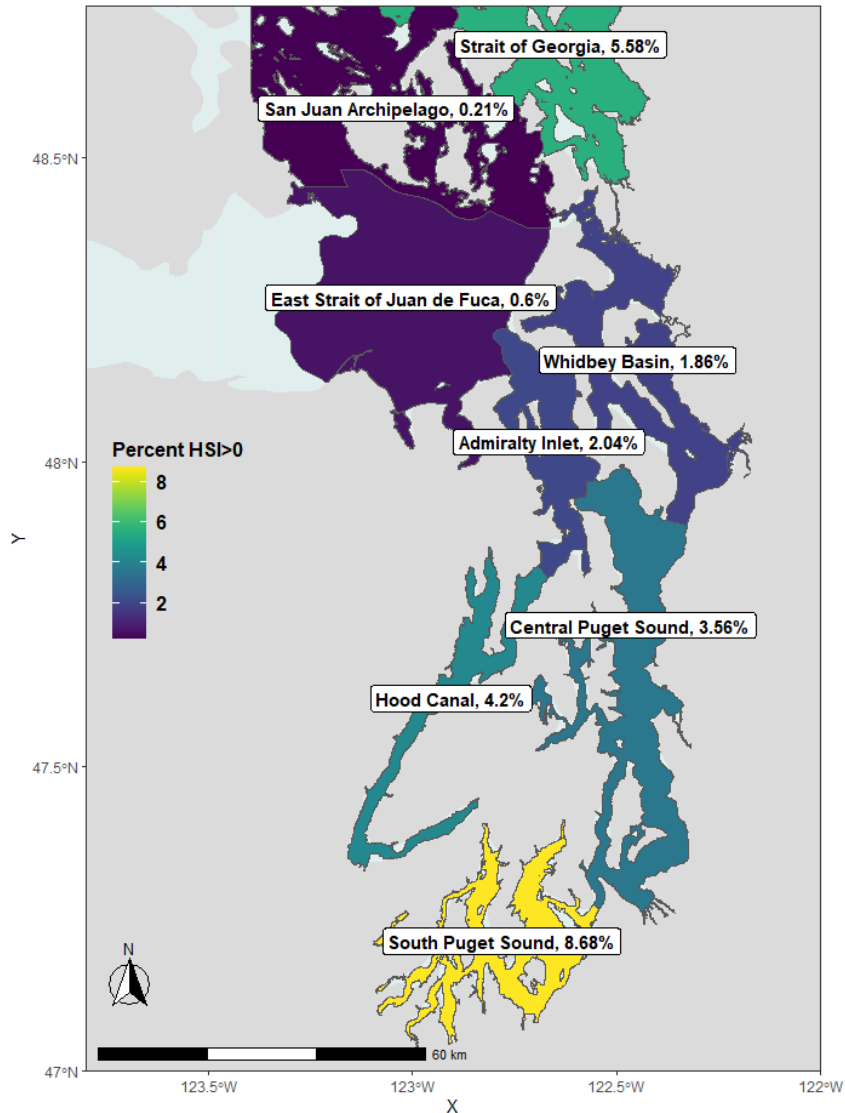 Strait of Georgia, 5.58%
San Juan Archipelago, 0.21%
48.5°N
East Strait of Juan de Fuca, 0.6%
Whidbey Basin, 1.86%
Admiralty Inlet, 2.04%
Percent HSI>0
48°N
8
6
4
2
Y
Central Puget Sound, 3.56%
Hood Canal, 4.2%
47.5°N
South Puget Sound, 8.68%
N
60 km
47°N
123.5°W
123°W
122.5°W
122°W
X